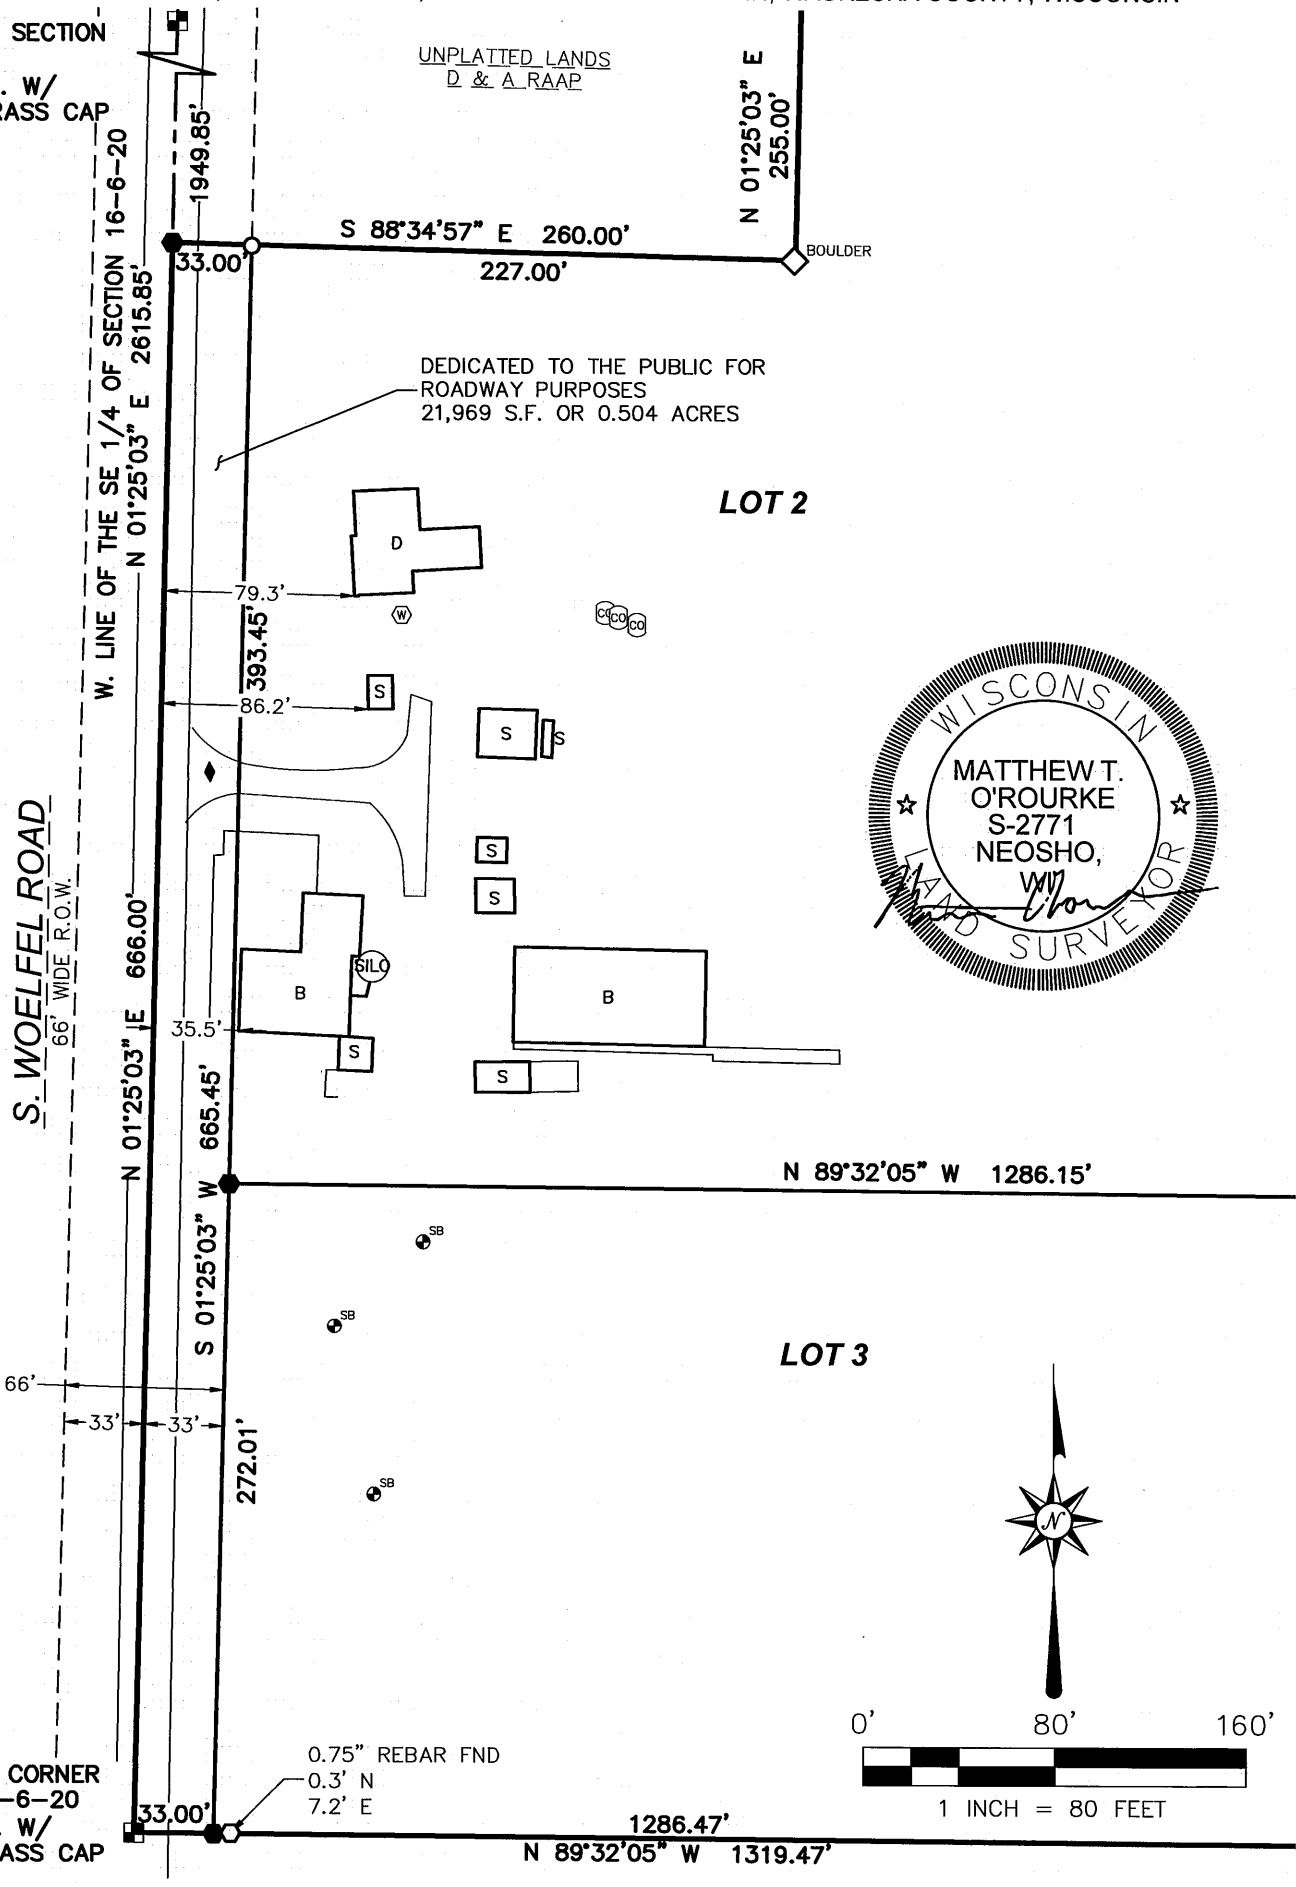 SECTION
. W/
RASS CAP
UNPLATTED LANDS
D & A RAAP
N 01°25'03" E
255.00'
1949.85'
S 88°34'57" E 260.00'
33.00'
227.00'
BOULDER
W. LINE OF THE SE 1/4 OF SECTION 16-6-20
N 01°25'03" E 2615.85'
DEDICATED TO THE PUBLIC FOR
ROADWAY PURPOSES
21,969 S.F. OR 0.504 ACRES
LOT 2
D
79.3'
W
CO
CO
CO
393.45'
S
86.2'
S
S
WISCONSIN
MATTHEW T.
O'ROURKE
S-2771
NEOSHO,
WI
LAND SURVEYOR
S. WOELFEL ROAD
66' WIDE R.O.W.
S
S
N 01°25'03" E 666.00'
SILO
B
B
35.5'
S
S
S 01°25'03" W 665.45'
N 89°32'05" W 1286.15'
SB
SB
LOT 3
66'
33'
33'
272.01'
SB
N
0' 80' 160'
1 INCH = 80 FEET
0.75" REBAR FND
0.3' N
7.2' E
CORNER
-6-20
. W/
ASS CAP
33.00'
1286.47'
N 89°32'05" W 1319.47'